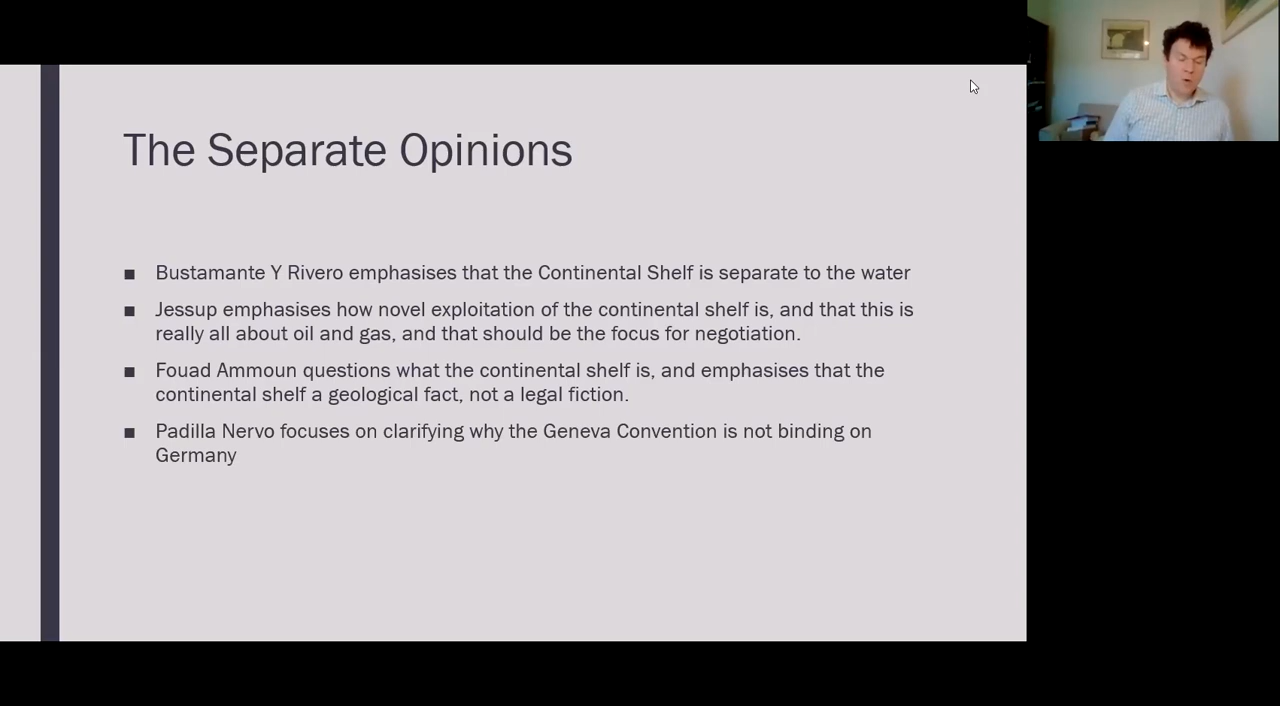 The Separate Opinions
■ Bustamante Y Rivero emphasises that the Continental Shelf is separate to the water
■ Jessup emphasises how novel exploitation of the continental shelf is, and that this is
really all about oil and gas, and that should be the focus for negotiation.
■ Fouad Ammoun questions what the continental shelf is, and emphasises that the
continental shelf a geological fact, not a legal fiction.
■ Padilla Nervo focuses on clarifying why the Geneva Convention is not binding on
Germany